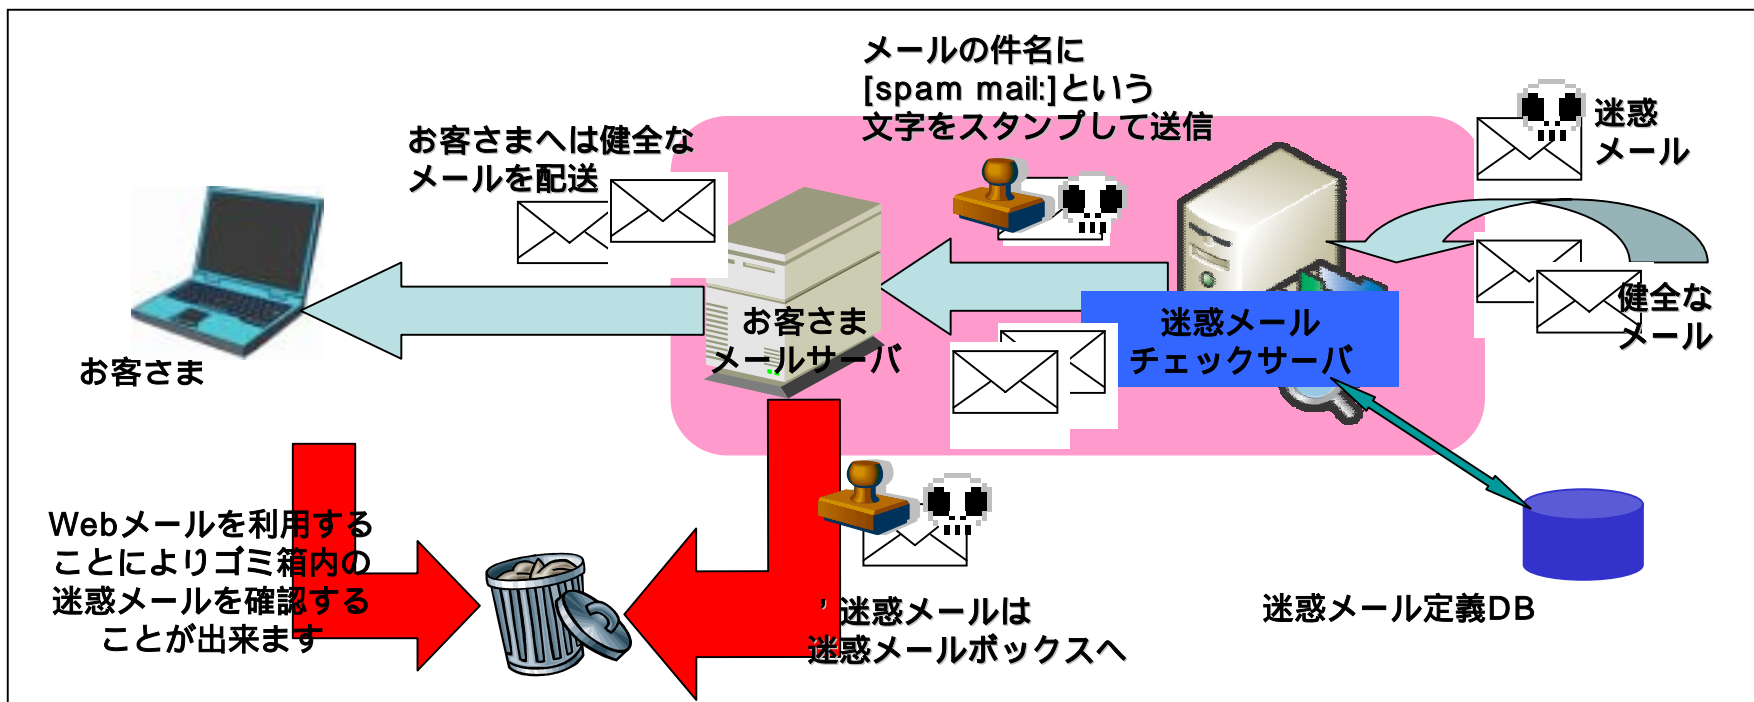 メールの件名に
[spam mail:]という
文字をスタンプして送信
迷惑
メール
お客さまへは健全な
メールを配送
健全な
メール
お客さま
メールサーバ
迷惑メール
チェックサーバ
お客さま
Webメールを利用する
ことによりゴミ箱内の
迷惑メールを確認する
ことが出来ます
’迷惑メールは
迷惑メールボックスへ
迷惑メール定義DB